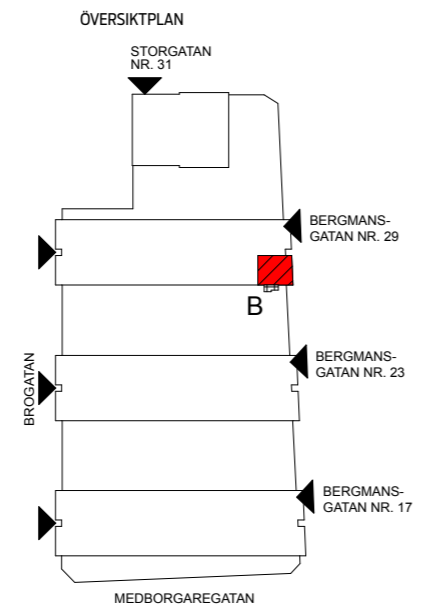 ÖVERSIKTPLAN
STORGATAN
NR. 31
BERGMANS-
GATAN NR. 29
B
BERGMANS-
GATAN NR. 23
BROGATAN
BERGMANS-
GATAN NR. 17
MEDBORGAREGATAN